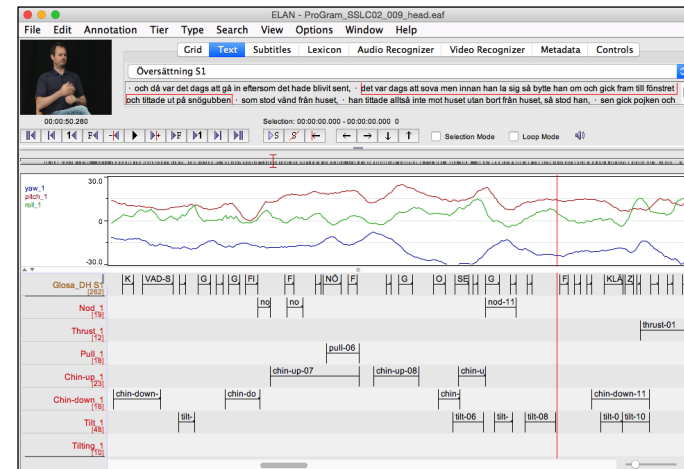 ELAN - ProGram_SSLC02_009_head.eaf
File Edit Annotation Tier Type Search View Options Window Help
Grid Text Subtitles Lexicon Audio Recognizer Video Recognizer Metadata Controls
Översättning S1
· och då var det dags att gå in eftersom det hade blivit sent, · det var dags att sova men innan han la sig så bytte han om och gick fram till fönstret
och tittade ut på snögubben · som stod vänd från huset, · han tittade alltså inte mot huset utan bort från huset, så stod han, · sen gick pojken och
00:00:50.280
Selection: 00:00:00.000 - 00:00:00.000 0
Selection Mode Loop Mode
yaw_1
pitch_1
roll_1
30.0
0
-30.0
Glosa_DH S1
[262]
K VAD-S G G FI F NÖ F G O SE G F KLÄ Z
Nod_1
[19]
no no nod-11
Thrust_1
[12]
thrust-01
Pull_1
[18]
pull-06
Chin-up_1
[23]
chin-up-07 chin-up-08 chin-u
Chin-down_1
[18]
chin-down- chin-do chin- chin-down-11
Tilt_1
[48]
tilt- tilt-06 tilt- tilt-08 tilt-0 tilt-10
Tilting_1
[10]